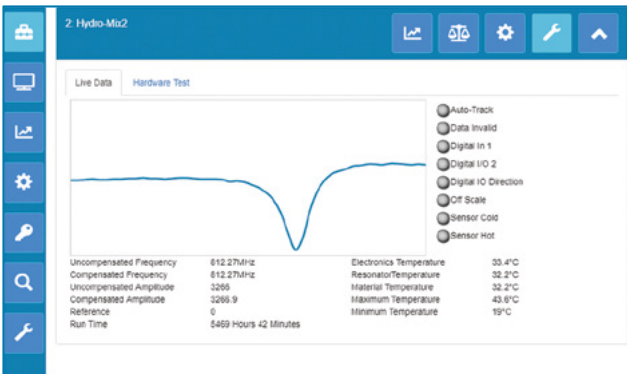 2: Hydro-Mix2
Live Data Hardware Test
Auto-Track
Data Invalid
Digital In 1
Digital I/O 2
Digital IO Direction
Off Scale
Sensor Cold
Sensor Hot
Uncompensated Frequency 812.27MHz Electronics Temperature 33.4°C
Compensated Frequency 812.27MHz ResonatorTemperature 32.2°C
Uncompensated Amplitude 3266 Material Temperature 32.2°C
Compensated Amplitude 3266.9 Maximum Temperature 43.6°C
Reference 0 Minimum Temperature 19°C
Run Time 5469 Hours 42 Minutes